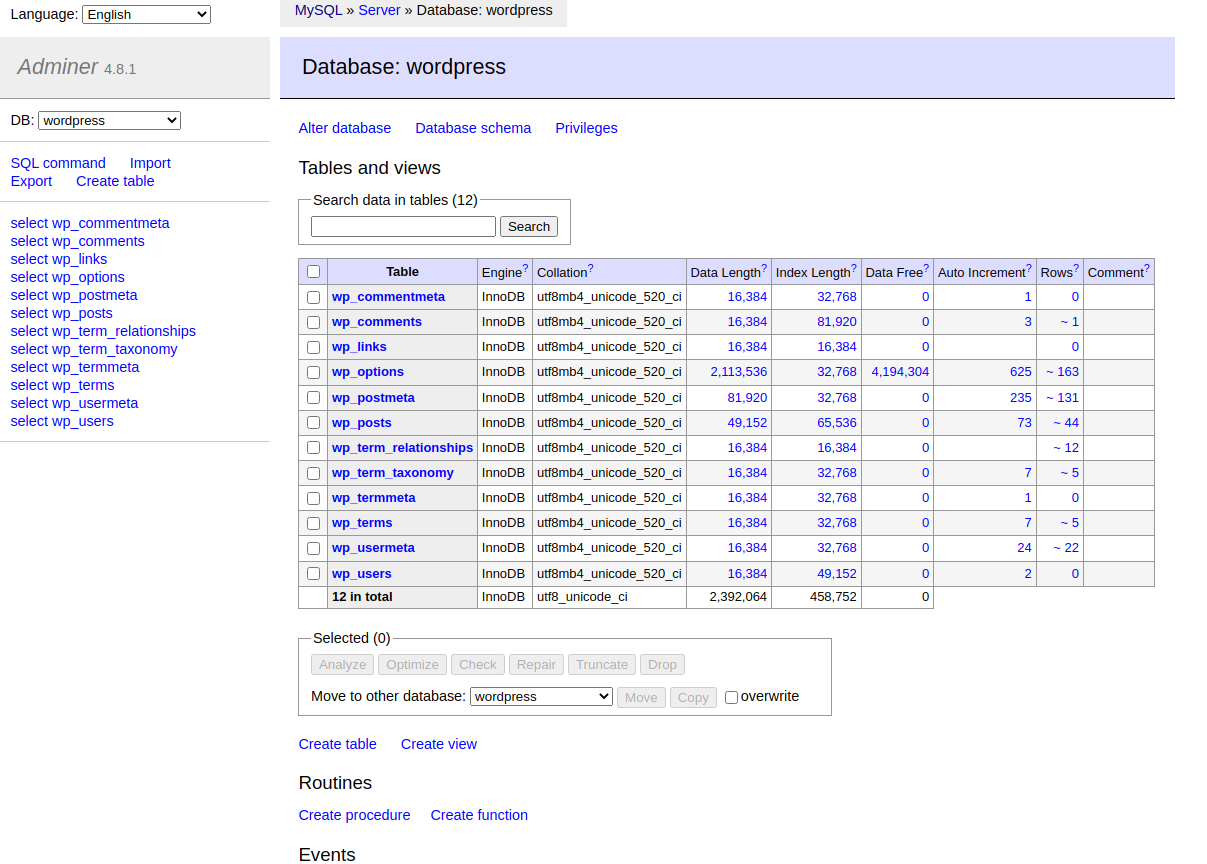 Language: English
MySQL » Server » Database: wordpress
Adminer 4.8.1
Database: wordpress
DB: wordpress
SQL command Import
Export Create table
select wp_commentmeta
select wp_comments
select wp_links
select wp_options
select wp_postmeta
select wp_posts
select wp_term_relationships
select wp_term_taxonomy
select wp_termmeta
select wp_terms
select wp_usermeta
select wp_users
Alter database Database schema Privileges
Tables and views
Search data in tables (12)
Search
Table Engine? Collation? Data Length? Index Length? Data Free? Auto Increment? Rows? Comment?
wp_commentmeta InnoDB utf8mb4_unicode_520_ci 16,384 32,768 0 1 0
wp_comments InnoDB utf8mb4_unicode_520_ci 16,384 81,920 0 3 ~ 1
wp_links InnoDB utf8mb4_unicode_520_ci 16,384 16,384 0 0
wp_options InnoDB utf8mb4_unicode_520_ci 2,113,536 32,768 4,194,304 625 ~ 163
wp_postmeta InnoDB utf8mb4_unicode_520_ci 81,920 32,768 0 235 ~ 131
wp_posts InnoDB utf8mb4_unicode_520_ci 49,152 65,536 0 73 ~ 44
wp_term_relationships InnoDB utf8mb4_unicode_520_ci 16,384 16,384 0 ~ 12
wp_term_taxonomy InnoDB utf8mb4_unicode_520_ci 16,384 32,768 0 7 ~ 5
wp_termmeta InnoDB utf8mb4_unicode_520_ci 16,384 32,768 0 1 0
wp_terms InnoDB utf8mb4_unicode_520_ci 16,384 32,768 0 7 ~ 5
wp_usermeta InnoDB utf8mb4_unicode_520_ci 16,384 32,768 0 24 ~ 22
wp_users InnoDB utf8mb4_unicode_520_ci 16,384 49,152 0 2 0
12 in total InnoDB utf8_unicode_ci 2,392,064 458,752 0
Selected (0)
Analyze Optimize Check Repair Truncate Drop
Move to other database: wordpress Move Copy overwrite
Create table Create view
Routines
Create procedure Create function
Events